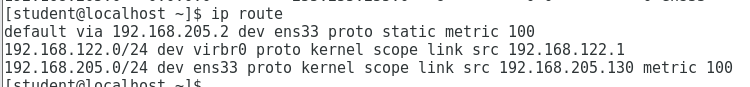 [student@localhost ~]$ ip route
default via 192.168.205.2 dev ens33 proto static metric 100
192.168.122.0/24 dev virbr0 proto kernel scope link src 192.168.122.1
192.168.205.0/24 dev ens33 proto kernel scope link src 192.168.205.130 metric 100
[student@localhost ~]$